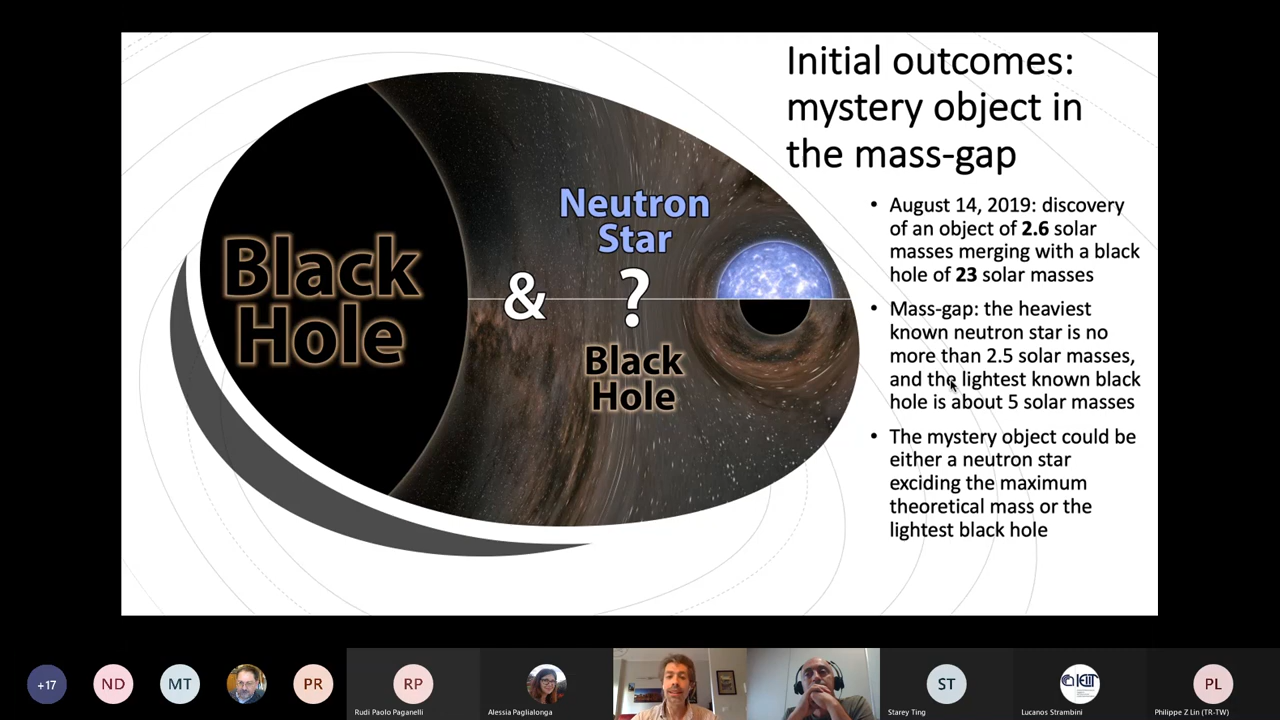 Initial outcomes:
mystery object in
the mass-gap
Black
Hole
&
Neutron
Star
?
Black
Hole
• August 14, 2019: discovery
of an object of 2.6 solar
masses merging with a black
hole of 23 solar masses
• Mass-gap: the heaviest
known neutron star is no
more than 2.5 solar masses,
and the lightest known black
hole is about 5 solar masses
• The mystery object could be
either a neutron star
exciding the maximum
theoretical mass or the
lightest black hole
+17
ND
MT
PR
RP
Rudi Paolo Paganelli
Alessia Paglialonga
ST
Starey Ting
IEIIT
Lucanos Strambini
PL
Philippe Z Lin (TR-TW)